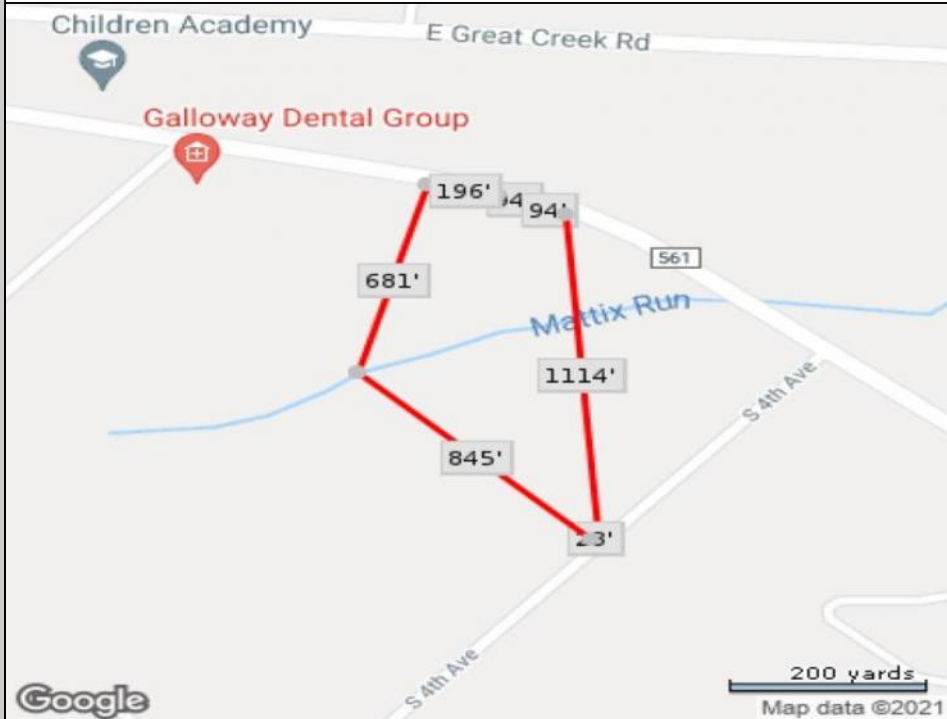 Children Academy
E Great Creek Rd
Galloway Dental Group
196'
94'
561
681'
Mattix Run
1114'
S 4th Ave
845'
S 4th Ave
200 yards
Google
Map data ©2021